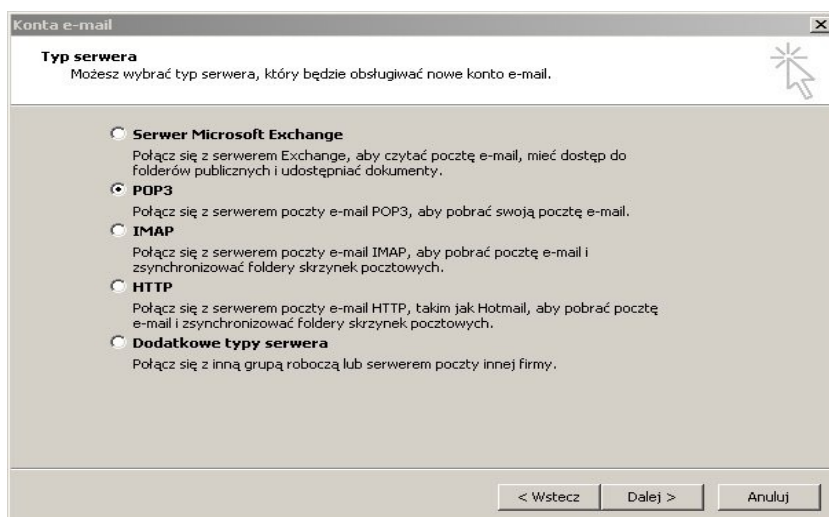 Konta e-mail
Typ serwera
Możesz wybrać typ serwera, który będzie obsługiwać nowe konto e-mail.
Serwer Microsoft Exchange
Połącz się z serwerem Exchange, aby czytać pocztę e-mail, mieć dostęp do
folderów publicznych i udostępniać dokumenty.
POP3
Połącz się z serwerem poczty e-mail POP3, aby pobrać swoją pocztę e-mail.
IMAP
Połącz się z serwerem poczty e-mail IMAP, aby pobrać pocztę e-mail i
zsynchronizować foldery skrzynek pocztowych.
HTTP
Połącz się z serwerem poczty e-mail HTTP, takim jak Hotmail, aby pobrać pocztę
e-mail i zsynchronizować foldery skrzynek pocztowych.
Dodatkowe typy serwera
Połącz się z inną grupą roboczą lub serwerem poczty innej firmy.
< Wstecz Dalej > Anuluj